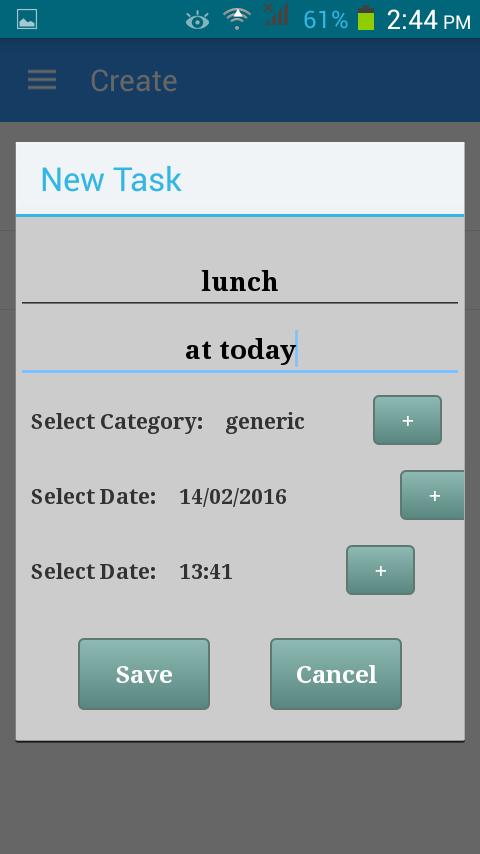 61% 2:44 PM
Create
New Task
lunch
at today
Select Category: generic +
Select Date: 14/02/2016 +
Select Date: 13:41 +
Save Cancel